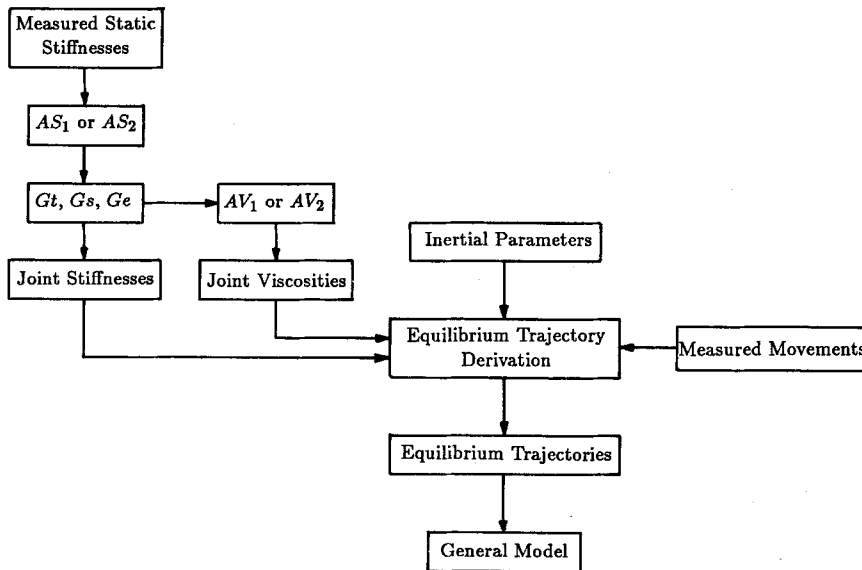 Measured Static
Stiffnesses
AS₁ or AS₂
Gt, Gs, Ge
AV₁ or AV₂
Joint Stiffnesses
Joint Viscosities
Inertial Parameters
Equilibrium Trajectory
Derivation
Measured Movements
Equilibrium Trajectories
General Model